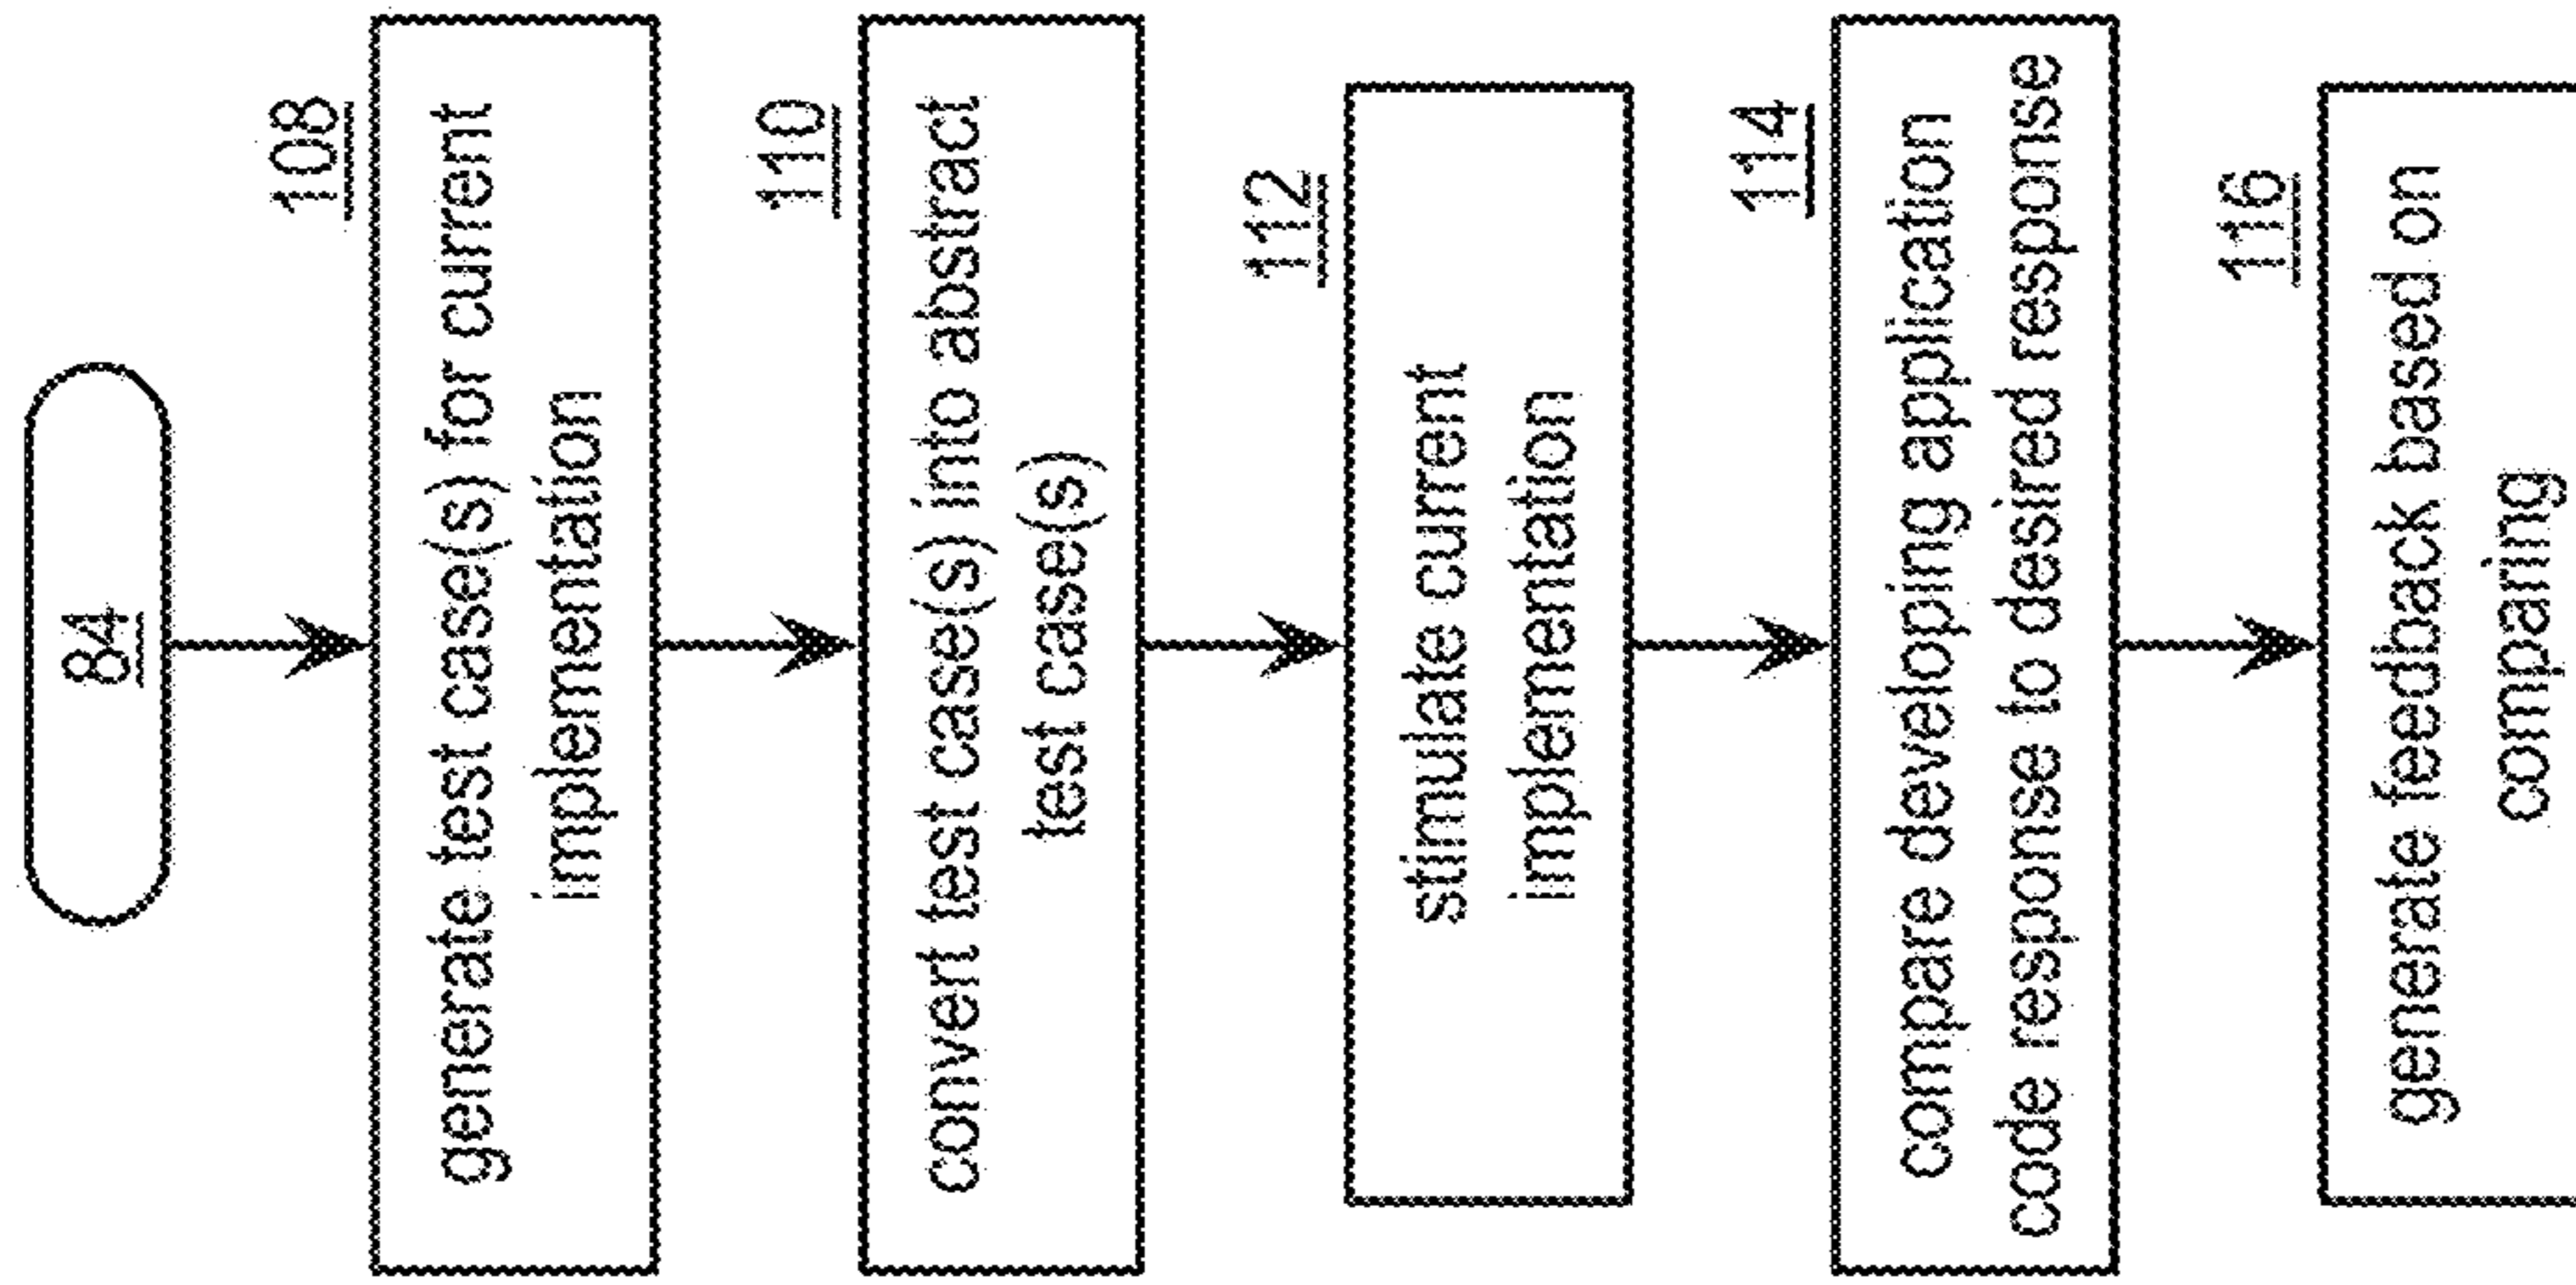 84
108
generate test case(s) for current
implementation
110
convert test case(s) into abstract
test case(s)
112
stimulate current
implementation
114
compare developing application
code response to desired response
116
generate feedback based on
comparing